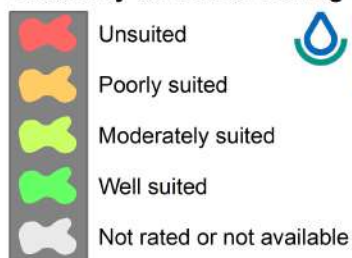 Unsuited
Poorly suited
Moderately suited
Well suited
Not rated or not available